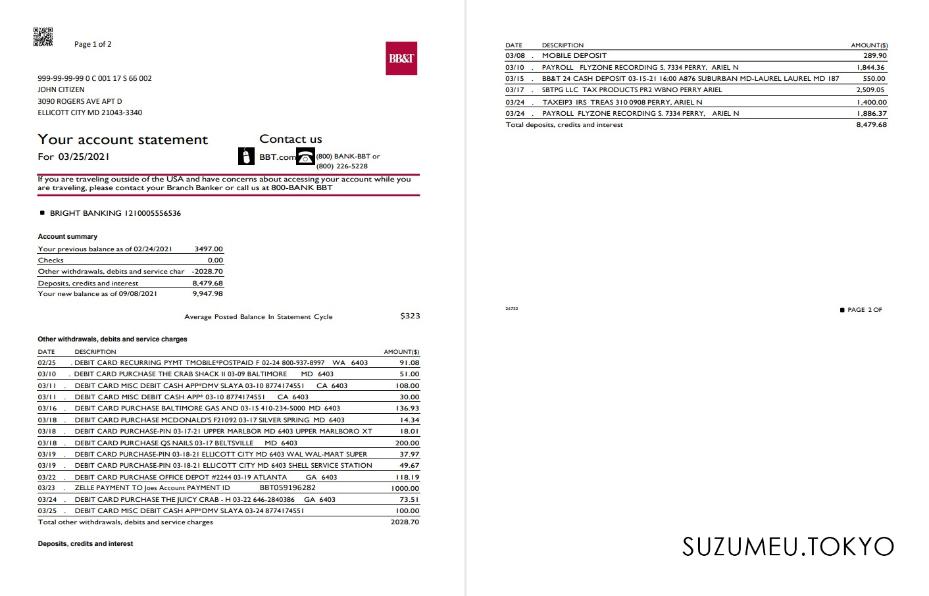 Page 1 of 2
BB&T
999-99-99-99 0 C 001 17 S 66 002
JOHN CITIZEN
3090 ROGERS AVE APT D
ELLICOTT CITY MD 21043-3340
Your account statement
For 03/25/2021
Contact us
BBT.com (800) BANK-BBT or
(800) 226-5228
If you are traveling outside of the USA and have concerns about accessing your account while you
are traveling, please contact your Branch Banker or call us at 800-BANK BBT
BRIGHT BANKING 1210005556536
Account summary
Your previous balance as of 02/24/2021 3497.00
Checks 0.00
Other withdrawals, debits and service char -2028.70
Deposits, credits and interest 8,479.68
Your new balance as of 09/08/2021 9,947.98
Average Posted Balance In Statement Cycle $323
Other withdrawals, debits and service charges
DATE DESCRIPTION AMOUNT($)
02/25 . DEBIT CARD RECURRING PYMT TMOBILE*POSTPAID F 02-24 800-937-8997 WA 6403 91.08
03/10 . DEBIT CARD PURCHASE THE CRAB SHACK II 03-09 BALTIMORE MD 6403 51.00
03/11 . DEBIT CARD MISC DEBIT CASH APP*DMV SLAYA 03-10 8774174551 CA 6403 108.00
03/11 . DEBIT CARD MISC DEBIT CASH APP* 03-10 8774174551 CA 6403 30.00
03/16 . DEBIT CARD PURCHASE BALTIMORE GAS AND 03-15 410-234-5000 MD 6403 136.93
03/18 . DEBIT CARD PURCHASE MCDONALD'S F21092 03-17 SILVER SPRING MD 6403 14.34
03/18 . DEBIT CARD PURCHASE-PIN 03-17-21 UPPER MARLBOR MD 6403 UPPER MARLBORO XT 18.01
03/18 . DEBIT CARD PURCHASE QS NAILS 03-17 BELTSVILLE MD 6403 200.00
03/19 . DEBIT CARD PURCHASE-PIN 03-18-21 ELLICOTT CITY MD 6403 WAL WAL-MART SUPER 37.97
03/19 . DEBIT CARD PURCHASE-PIN 03-18-21 ELLICOTT CITY MD 6403 SHELL SERVICE STATION 49.67
03/22 . DEBIT CARD PURCHASE OFFICE DEPOT #2244 03-19 ATLANTA GA 6403 118.19
03/23 . ZELLE PAYMENT TO Joes Account PAYMENT ID BBT059196282 1000.00
03/24 . DEBIT CARD PURCHASE THE JUICY CRAB - H 03-22 646-2840386 GA 6403 73.51
03/25 . DEBIT CARD MISC DEBIT CASH APP*DMV SLAYA 03-24 8774174551 100.00
Total other withdrawals, debits and service charges 2028.70
Deposits, credits and interest
DATE DESCRIPTION AMOUNT($)
03/08 . MOBILE DEPOSIT 289.90
03/10 . PAYROLL FLYZONE RECORDING S. 7334 PERRY, ARIEL N 1,844.36
03/15 . BB&T 24 CASH DEPOSIT 03-15-21 16:00 A876 SUBURBAN MD-LAUREL LAUREL MD 187 550.00
03/17 . SBTPG LLC TAX PRODUCTS PR2 WBNO PERRY ARIEL 2,509.05
03/24 . TAXEIP3 IRS TREAS 310 0908 PERRY, ARIEL N 1,400.00
03/24 . PAYROLL FLYZONE RECORDING S. 7334 PERRY, ARIEL N 1,886.37
Total deposits, credits and interest 8,479.68
PAGE 2 OF
SUZUMEU.TOKYO